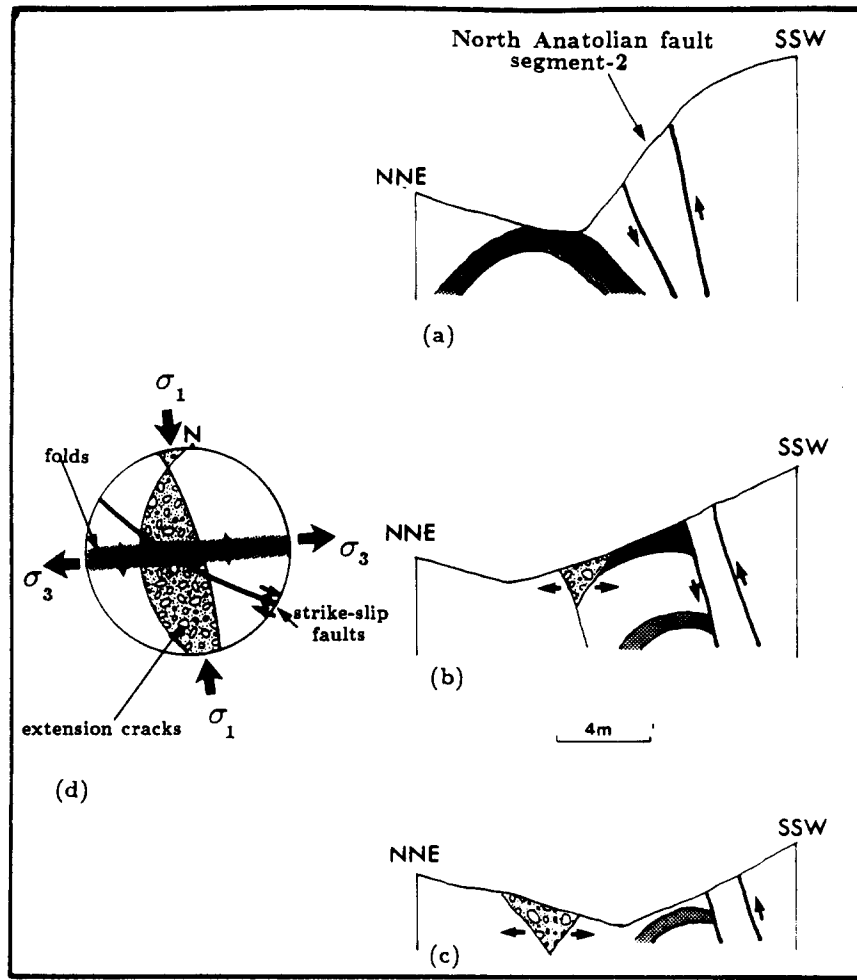 North Anatolian fault
segment-2
SSW
NNE
(a)
σ1
N
folds
σ3
σ3
strike-slip
faults
σ1
extension cracks
(d)
SSW
NNE
(b)
4m
SSW
NNE
(c)